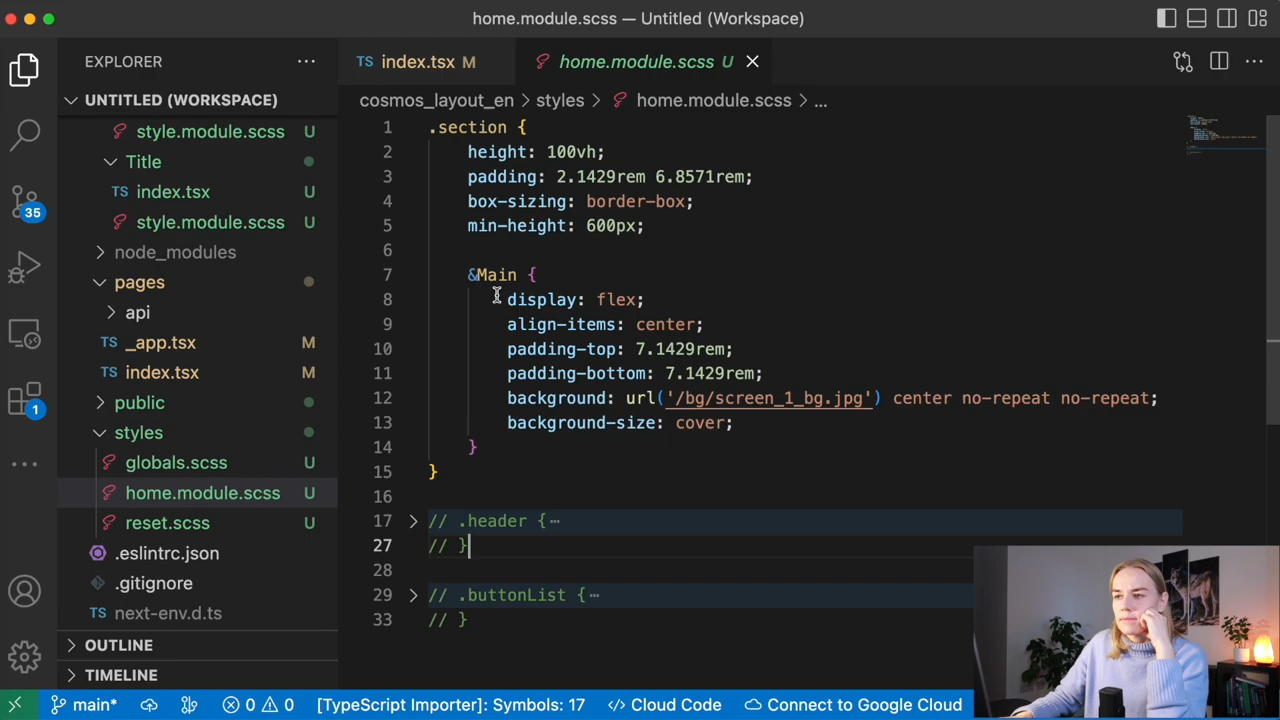 home.module.scss — Untitled (Workspace)
EXPLORER
UNTITLED (WORKSPACE)
style.module.scss U
Title
TS index.tsx U
style.module.scss U
node_modules
pages
api
TS _app.tsx M
TS index.tsx M
public
styles
globals.scss U
home.module.scss U
reset.scss U
.eslintrc.json
.gitignore
TS next-env.d.ts
OUTLINE
TIMELINE
35
1
TS index.tsx M
home.module.scss U
cosmos_layout_en > styles > home.module.scss > ...
1 .section {
2 height: 100vh;
3 padding: 2.1429rem 6.8571rem;
4 box-sizing: border-box;
5 min-height: 600px;
6
7 &Main {
8 display: flex;
9 align-items: center;
10 padding-top: 7.1429rem;
11 padding-bottom: 7.1429rem;
12 background: url('/bg/screen_1_bg.jpg') center no-repeat no-repeat;
13 background-size: cover;
14 }
15 }
16
17 // .header {⋯
27 // }
28
29 // .buttonList {⋯
33 // }
main* 0 0 [TypeScript Importer]: Symbols: 17 </> Cloud Code Connect to Google Cloud